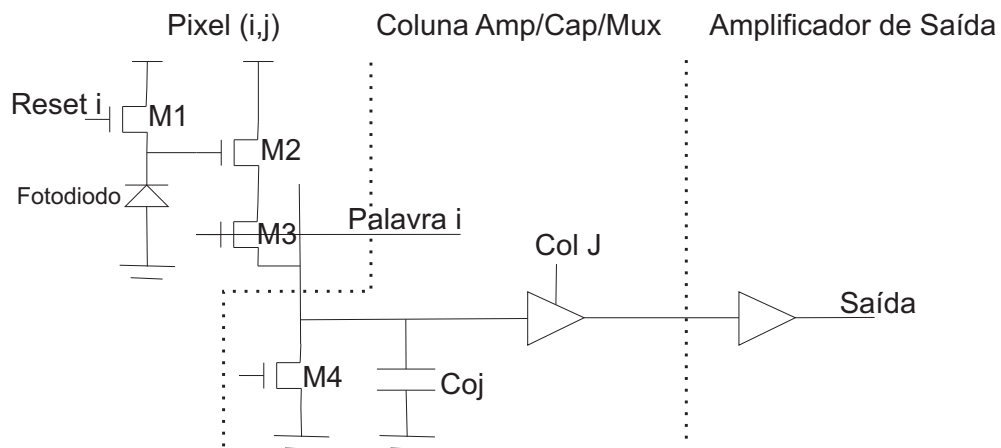 Pixel (i,j)
Coluna Amp/Cap/Mux
Amplificador de Saída
Reset i
M1
M2
Fotodiodo
M3
Palavra i
Col J
Saída
M4
Coj